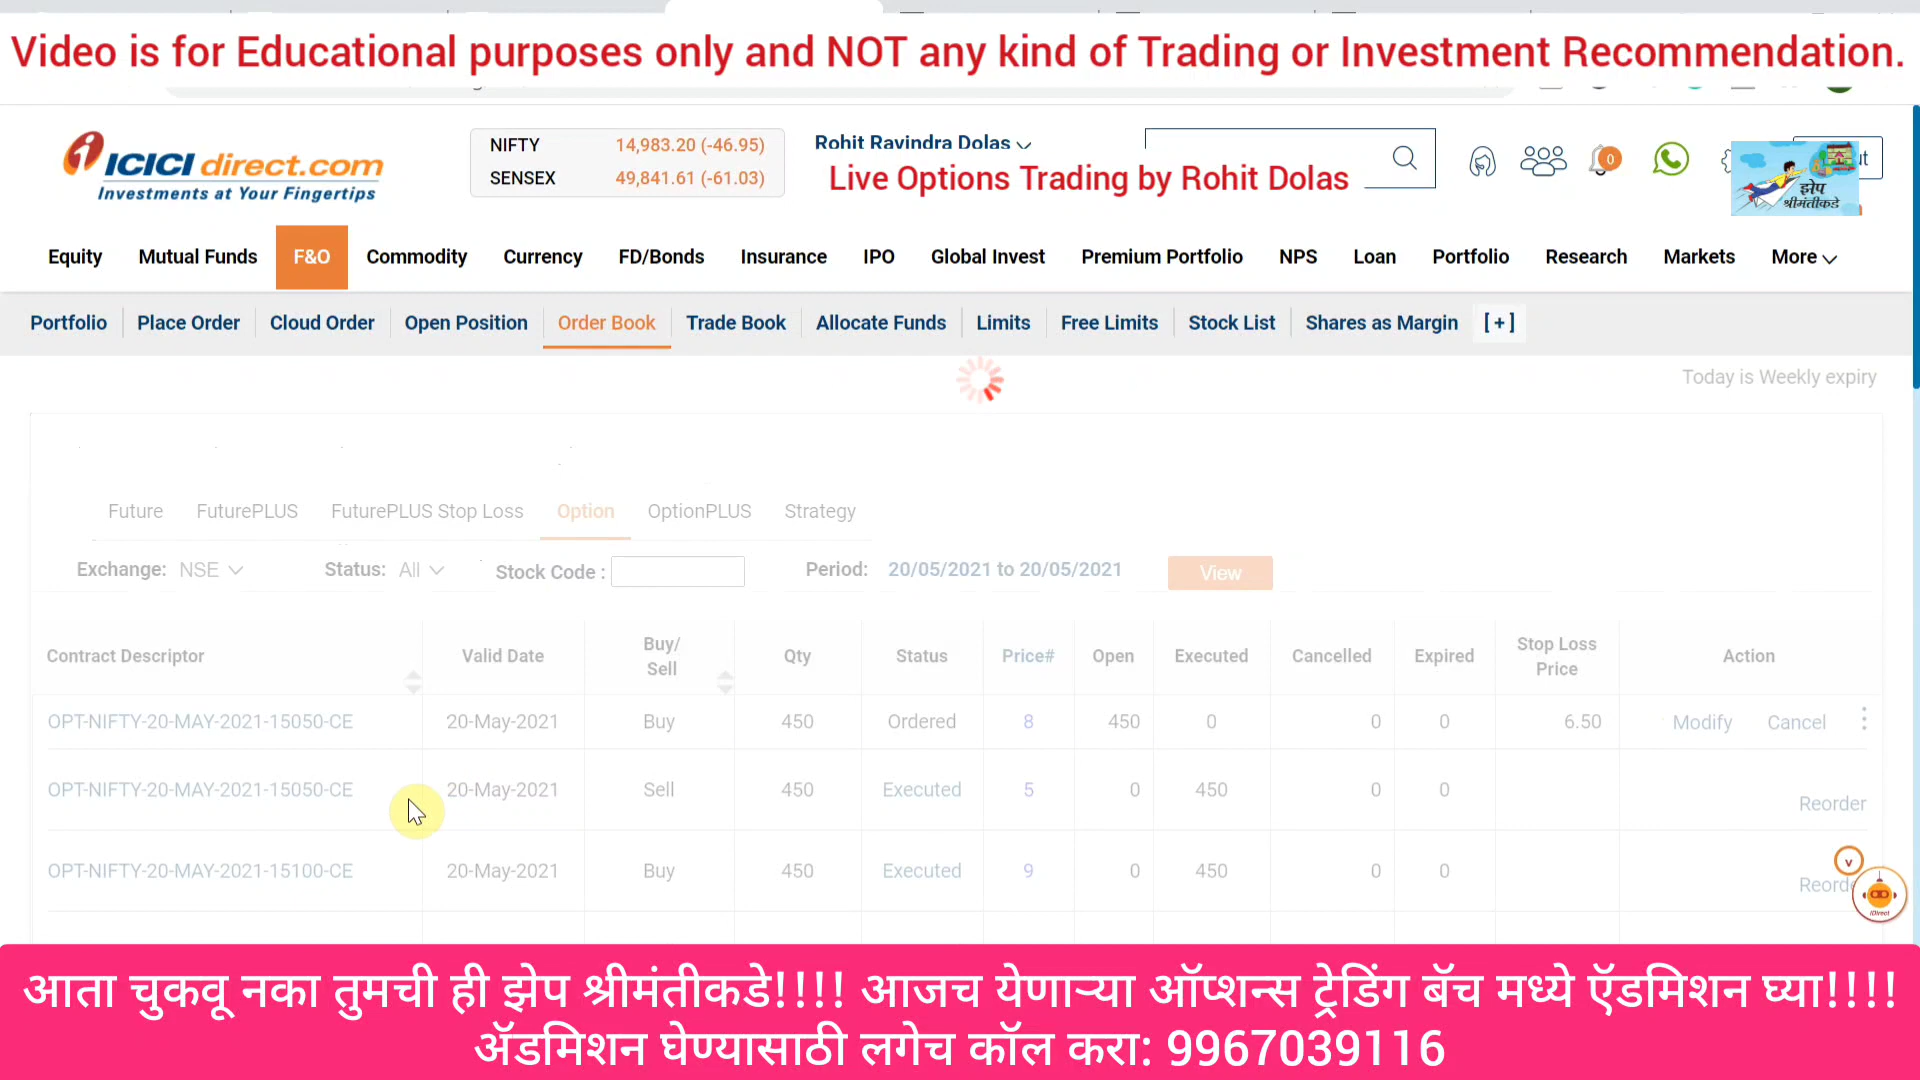 Video is for Educational purposes only and NOT any kind of Trading or Investment Recommendation.
ICICI direct.com
Investments at Your Fingertips
NIFTY 14,983.20 (-46.95)
SENSEX 49,841.61 (-61.03)
Rohit Ravindra Dolas
Live Options Trading by Rohit Dolas
0
झेप
श्रीमंतीकडे
Equity Mutual Funds F&O Commodity Currency FD/Bonds Insurance IPO Global Invest Premium Portfolio NPS Loan Portfolio Research Markets More
Portfolio Place Order Cloud Order Open Position Order Book Trade Book Allocate Funds Limits Free Limits Stock List Shares as Margin [+]
Today is Weekly expiry
Future FuturePLUS FuturePLUS Stop Loss Option OptionPLUS Strategy
Exchange: NSE Status: All Stock Code : Period: 20/05/2021 to 20/05/2021 View
Contract Descriptor Valid Date Buy/ Sell Qty Status Price# Open Executed Cancelled Expired Stop Loss Price Action
OPT-NIFTY-20-MAY-2021-15050-CE 20-May-2021 Buy 450 Ordered 8 450 0 0 0 6.50 Modify Cancel
OPT-NIFTY-20-MAY-2021-15050-CE 20-May-2021 Sell 450 Executed 5 0 450 0 0 Reorder
OPT-NIFTY-20-MAY-2021-15100-CE 20-May-2021 Buy 450 Executed 9 0 450 0 0
iDirect
आता चुकवू नका तुमची ही झेप श्रीमंतीकडे!!!! आजच येणाऱ्या ऑप्शन्स ट्रेडिंग बॅच मध्ये ऍडमिशन घ्या!!!!
ॲडमिशन घेण्यासाठी लगेच कॉल करा: 9967039116